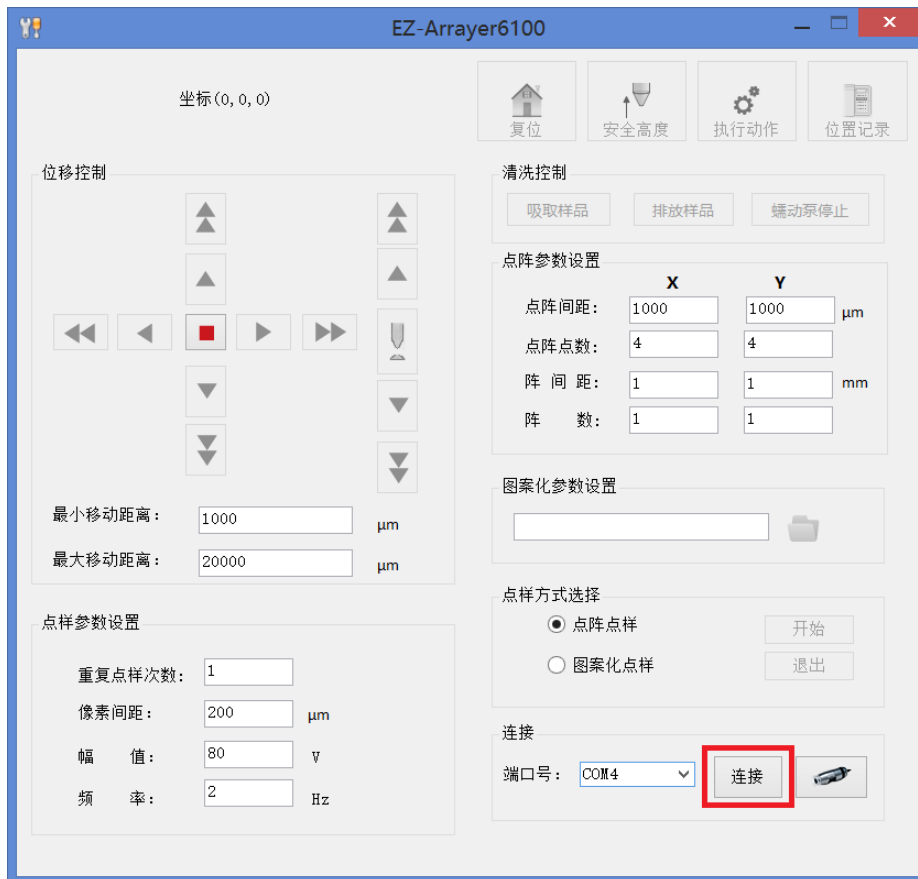 EZ-Arrayer6100
坐标(0,0,0)
复位 安全高度 执行动作 位置记录
位移控制
最小移动距离: 1000 μm
最大移动距离: 20000 μm
点样参数设置
重复点样次数: 1
像素间距: 200 μm
幅 值: 80 V
频 率: 2 Hz
清洗控制
吸取样品 排放样品 蠕动泵停止
点阵参数设置
X Y
点阵间距: 1000 1000 μm
点阵点数: 4 4
阵 间 距: 1 1 mm
阵 数: 1 1
图案化参数设置
点样方式选择
点阵点样 开始
图案化点样 退出
连接
端口号: COM4 连接